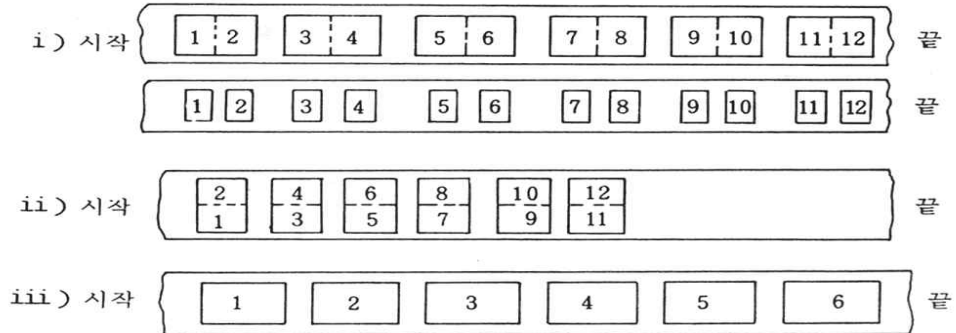 i) 시작 1 2 3 4 5 6 7 8 9 10 11 12 끝
1 2 3 4 5 6 7 8 9 10 11 12 끝
2 4 6 8 10 12
ii) 시작 끝
1 3 5 7 9 11
iii) 시작 1 2 3 4 5 6 끝